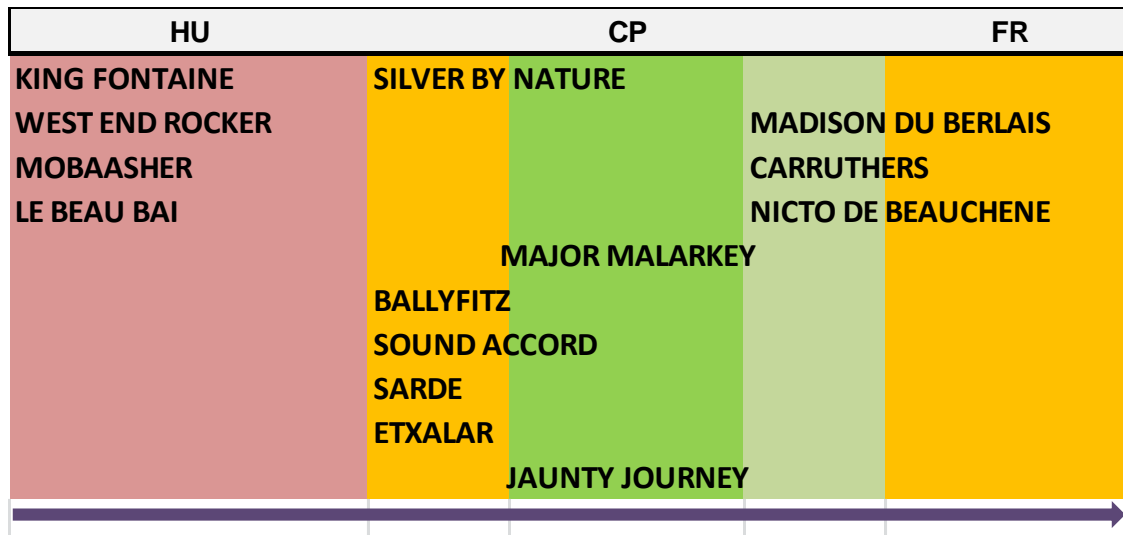 HU CP FR
KING FONTAINE SILVER BY NATURE
WEST END ROCKER MADISON DU BERLAIS
MOBAASHER CARRUTHERS
LE BEAU BAI NICTO DE BEAUCHENE
MAJOR MALARKEY
BALLYFITZ
SOUND ACCORD
SARDE
ETXALAR
JAUNTY JOURNEY